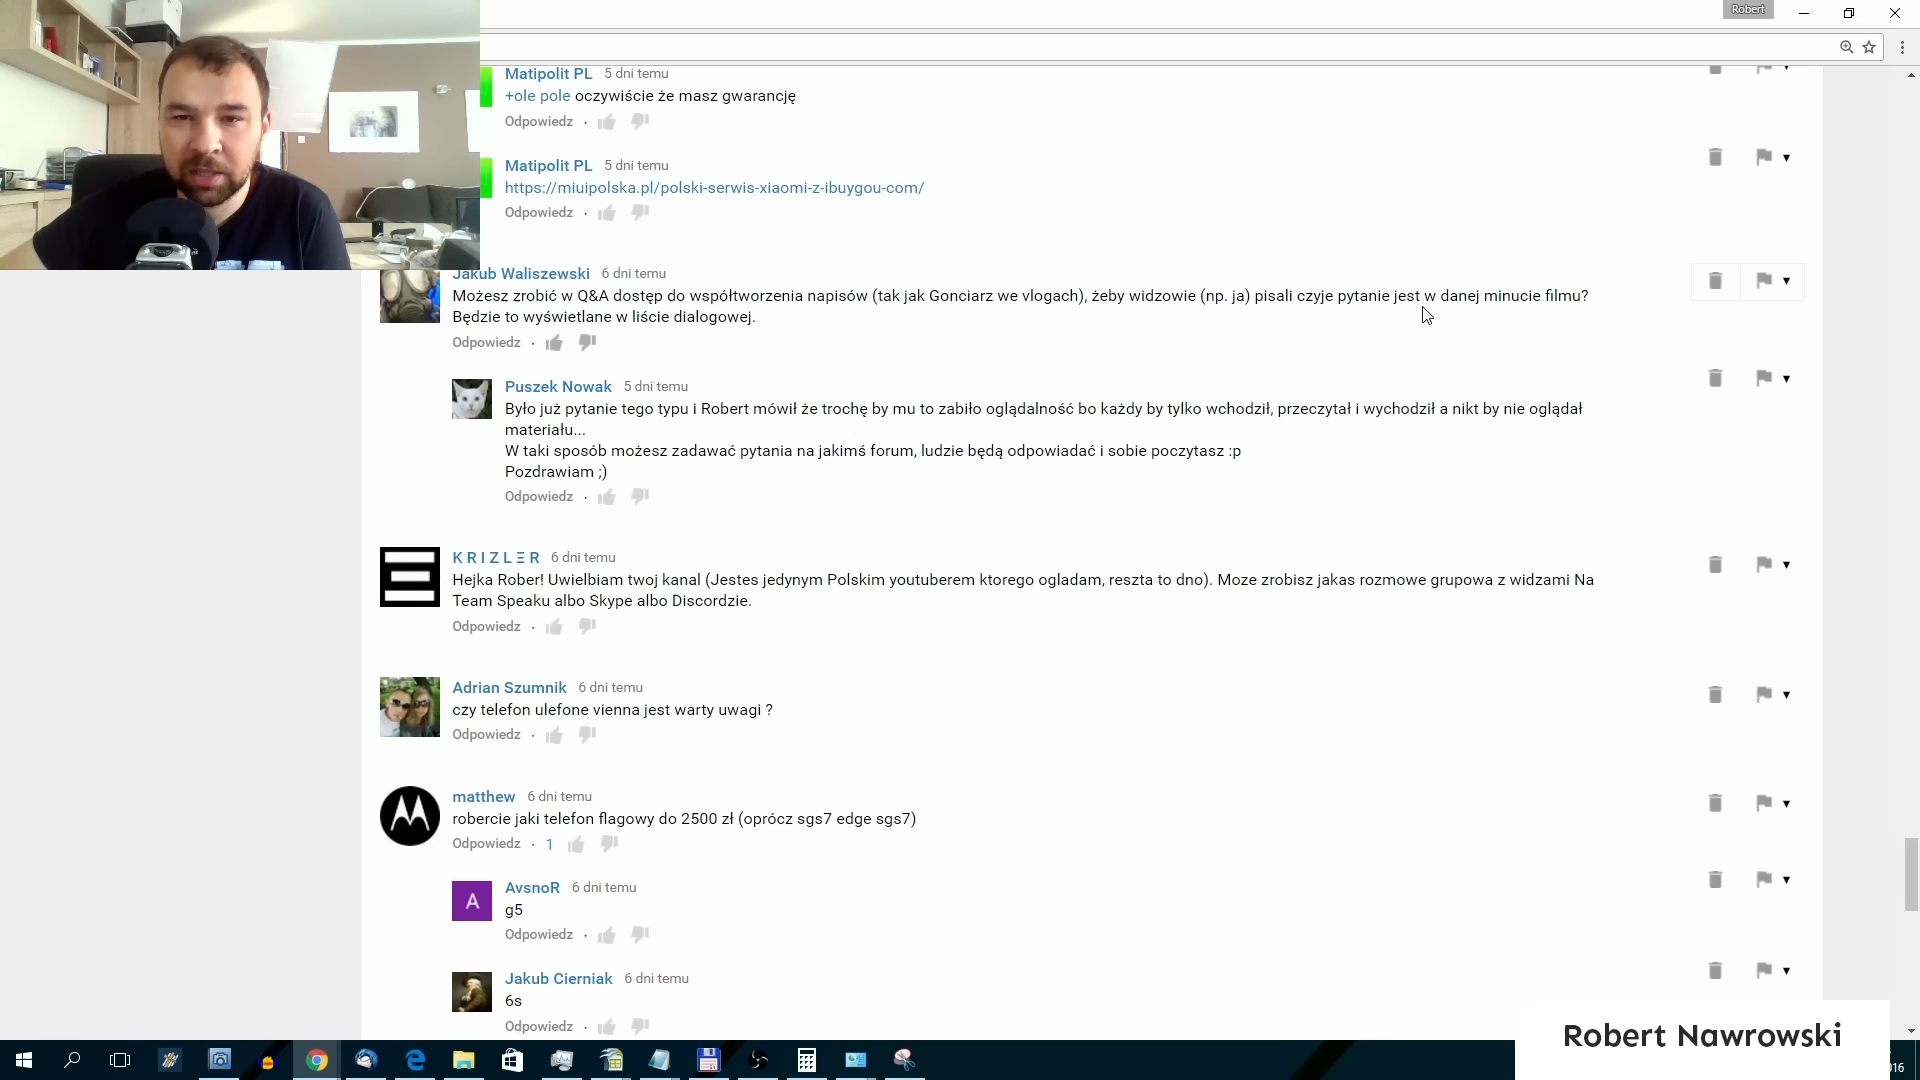 Robert
Matipolit PL 5 dni temu
+ole pole oczywiście że masz gwarancję
Odpowiedz ·
Matipolit PL 5 dni temu
https://miuipolska.pl/polski-serwis-xiaomi-z-ibuygou-com/
Odpowiedz ·
Jakub Waliszewski 6 dni temu
Możesz zrobić w Q&A dostęp do współtworzenia napisów (tak jak Gonciarz we vlogach), żeby widzowie (np. ja) pisali czyje pytanie jest w danej minucie filmu?
Będzie to wyświetlane w liście dialogowej.
Odpowiedz ·
Puszek Nowak 5 dni temu
Było już pytanie tego typu i Robert mówił że trochę by mu to zabiło oglądalność bo każdy by tylko wchodził, przeczytał i wychodził a nikt by nie oglądał
materiału...
W taki sposób możesz zadawać pytania na jakimś forum, ludzie będą odpowiadać i sobie poczytasz :p
Pozdrawiam ;)
Odpowiedz ·
K R I Z L Ξ R 6 dni temu
Hejka Rober! Uwielbiam twoj kanal (Jestes jedynym Polskim youtuberem ktorego ogladam, reszta to dno). Moze zrobisz jakas rozmowe grupowa z widzami Na
Team Speaku albo Skype albo Discordzie.
Odpowiedz ·
Adrian Szumnik 6 dni temu
czy telefon ulefone vienna jest warty uwagi ?
Odpowiedz ·
matthew 6 dni temu
robercie jaki telefon flagowy do 2500 zł (oprócz sgs7 edge sgs7)
Odpowiedz · 1
A
AvsnoR 6 dni temu
g5
Odpowiedz ·
Jakub Cierniak 6 dni temu
6s
Odpowiedz ·
Robert Nawrowski